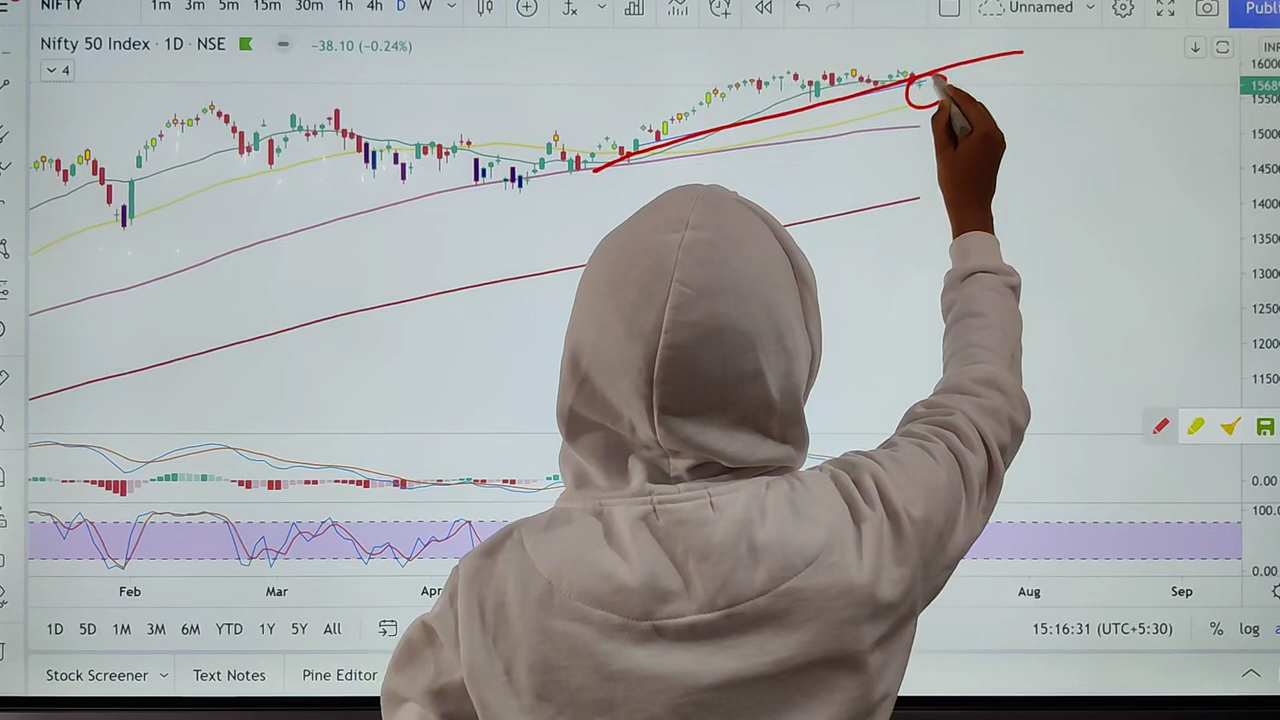 NIFTY 1m 3m 5m 15m 30m 1h 4h D W Unnamed Publi
Nifty 50 Index · 1D · NSE −38.10 (−0.24%)
4
INR
16000
1568
15500
15000
14500
14000
13500
13000
12500
12000
11500
0.00
100.0
0.00
Feb Mar Apr Aug Sep
1D 5D 1M 3M 6M YTD 1Y 5Y All 15:16:31 (UTC+5:30) % log a
Stock Screener Text Notes Pine Editor